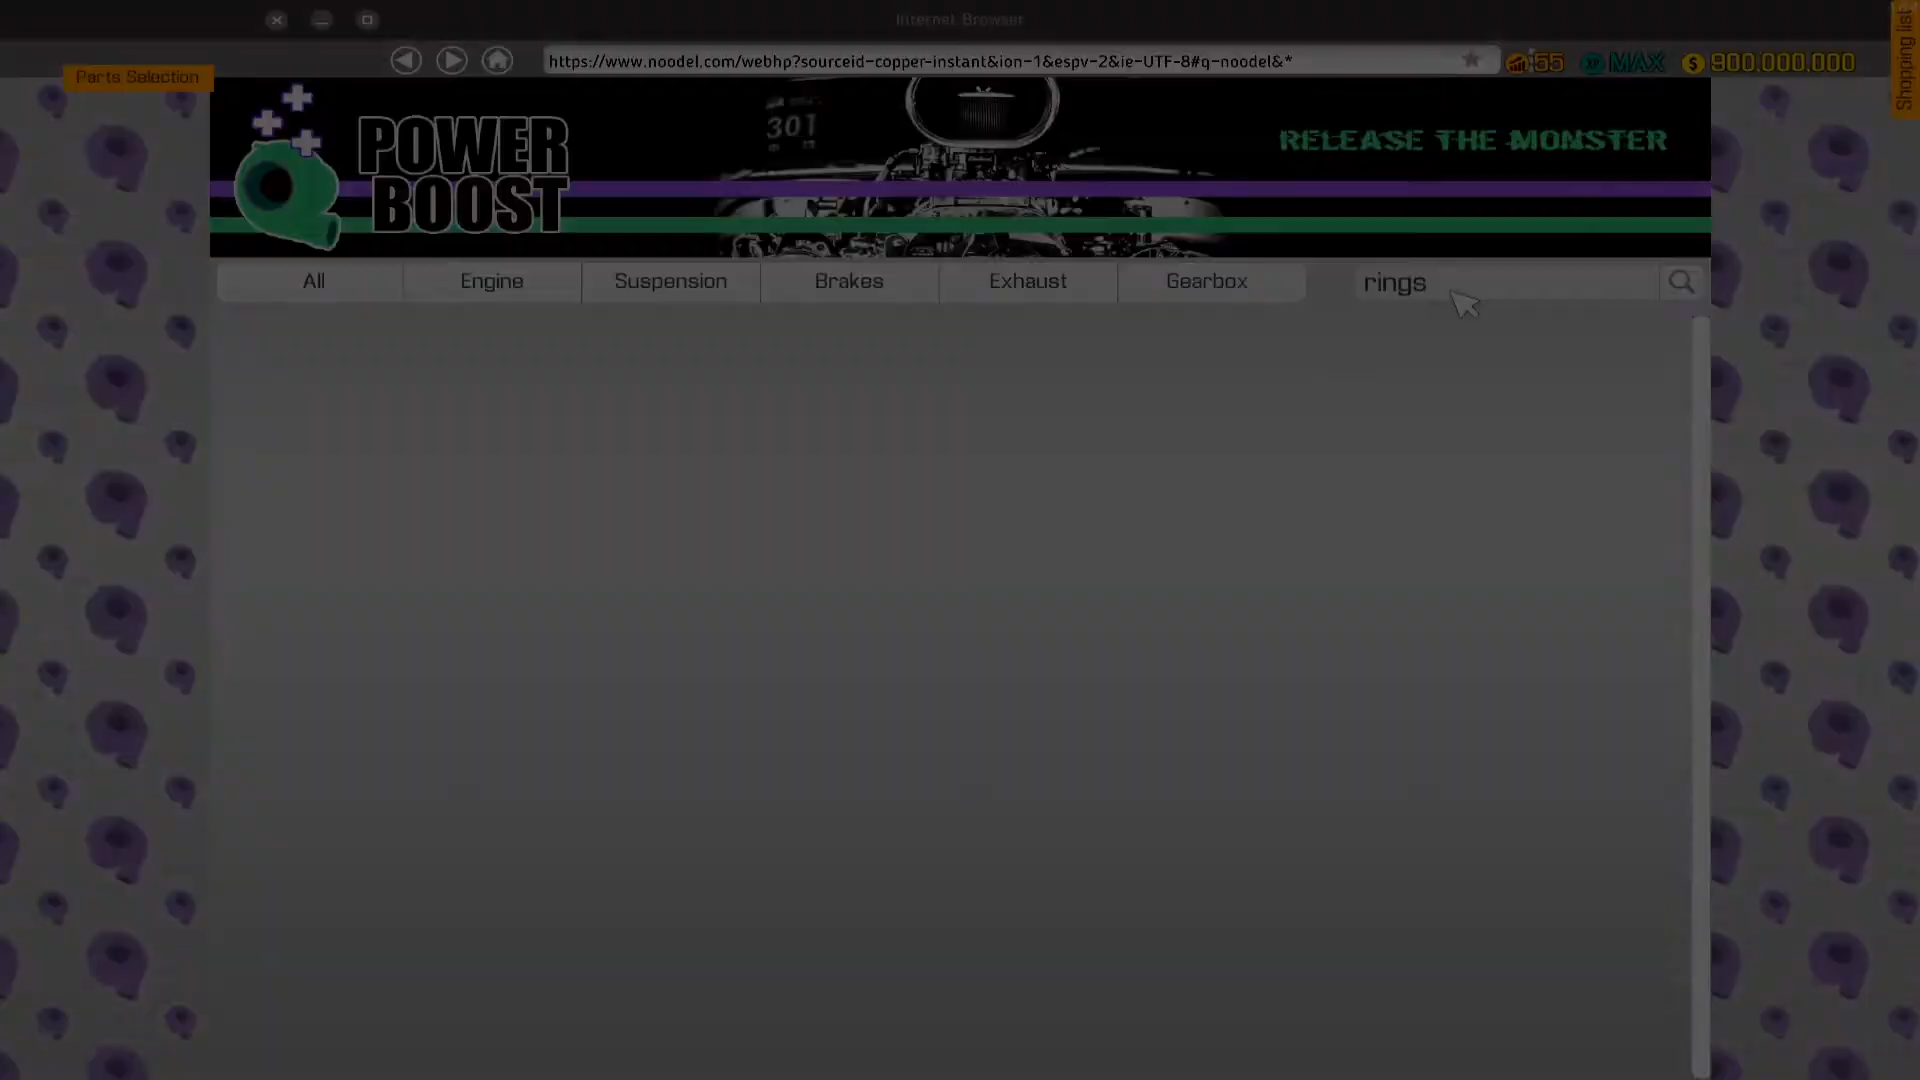 Internet Browser
Parts Selection
https://www.noodel.com/webhp?sourceid-copper-instant&ion-1&espv-2&ie-UTF-8#q-noodel&*
55
XP MAX
$ 900,000,000
Shopping list
POWER
BOOST
301
RELEASE THE MONSTER
All
Engine
Suspension
Brakes
Exhaust
Gearbox
rings